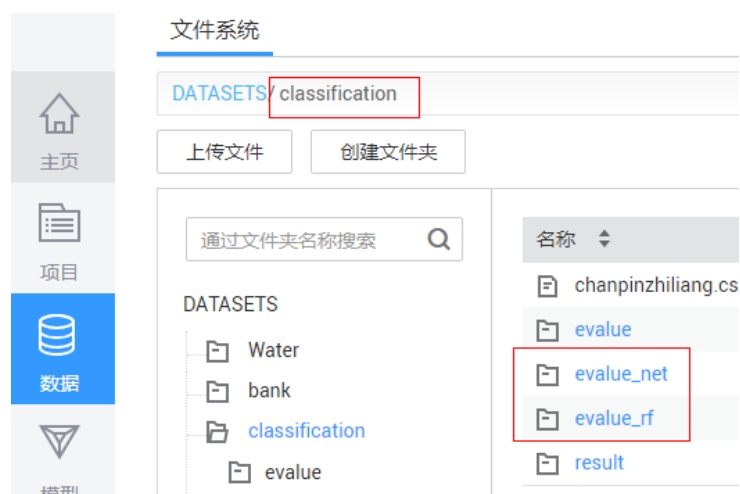 文件系统
DATASETS/ classification
上传文件
创建文件夹
主页
项目
数据
模型
通过文件夹名称搜索
DATASETS
Water
bank
classification
evalue
名称
chanpinzhiliang.cs
evalue
evalue_net
evalue_rf
result